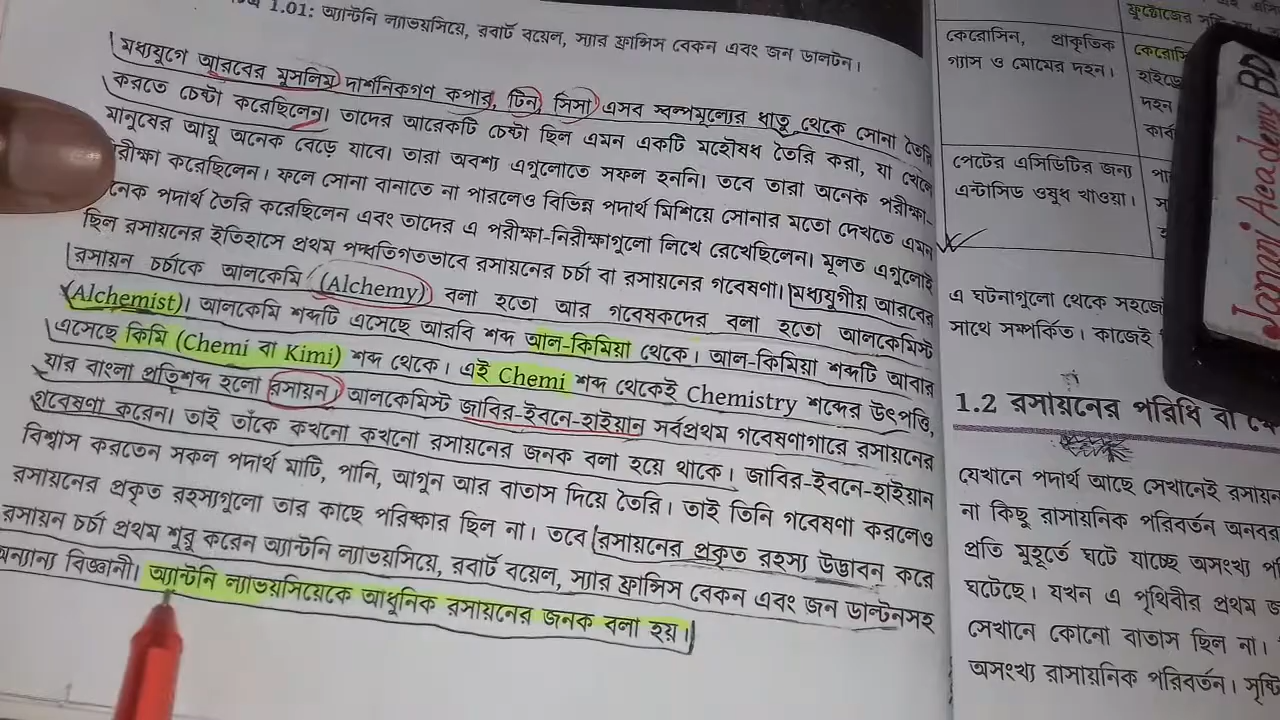 1.01: অ্যান্টনি ল্যাভয়সিয়ে, রবার্ট বয়েল, স্যার ফ্রান্সিস বেকন এবং জন ডালটন।
মধ্যযুগে আরবের মুসলিম দার্শনিকগণ কপার, টিন, সিসা এসব স্বল্পমূল্যের ধাতু থেকে সোনা তৈরি
করতে চেষ্টা করেছিলেন। তাদের আরেকটি চেষ্টা ছিল এমন একটি মহৌষধ তৈরি করা, যা খেলে
মানুষের আয়ু অনেক বেড়ে যাবে। তারা অবশ্য এগুলোতে সফল হননি। তবে তারা অনেক পরীক্ষা-
রীক্ষা করেছিলেন। ফলে সোনা বানাতে না পারলেও বিভিন্ন পদার্থ মিশিয়ে সোনার মতো দেখতে এমন
নেক পদার্থ তৈরি করেছিলেন এবং তাদের এ পরীক্ষা-নিরীক্ষাগুলো লিখে রেখেছিলেন। মূলত এগুলোই
ছিল রসায়নের ইতিহাসে প্রথম পদ্ধতিগতভাবে রসায়নের চর্চা বা রসায়নের গবেষণা। মধ্যযুগীয় আরবের
রসায়ন চর্চাকে আলকেমি (Alchemy) বলা হতো আর গবেষকদের বলা হতো আলকেমিস্ট
(Alchemist)। আলকেমি শব্দটি এসেছে আরবি শব্দ আল-কিমিয়া থেকে। আল-কিমিয়া শব্দটি আবার
এসেছে কিমি (Chemi বা Kimi) শব্দ থেকে। এই Chemi শব্দ থেকেই Chemistry শব্দের উৎপত্তি,
যার বাংলা প্রতিশব্দ হলো রসায়ন। আলকেমিস্ট জাবির-ইবনে-হাইয়ান সর্বপ্রথম গবেষণাগারে রসায়নের
গবেষণা করেন। তাই তাঁকে কখনো কখনো রসায়নের জনক বলা হয়ে থাকে। জাবির-ইবনে-হাইয়ান
বিশ্বাস করতেন সকল পদার্থ মাটি, পানি, আগুন আর বাতাস দিয়ে তৈরি। তাই তিনি গবেষণা করলেও
রসায়নের প্রকৃত রহস্যগুলো তার কাছে পরিষ্কার ছিল না। তবে রসায়নের প্রকৃত রহস্য উদ্ভাবন করে
রসায়ন চর্চা প্রথম শুরু করেন অ্যান্টনি ল্যাভয়সিয়ে, রবার্ট বয়েল, স্যার ফ্রান্সিস বেকন এবং জন ডাল্টনসহ
অন্যান্য বিজ্ঞানী। অ্যান্টনি ল্যাভয়সিয়েকে আধুনিক রসায়নের জনক বলা হয়।
কেরোসিন, প্রাকৃতিক
গ্যাস ও মোমের দহন।
কেরোসি
হাইড্রে
দহন
কার্ব
পেটের এসিডিটির জন্য
এন্টাসিড ওষুধ খাওয়া।
পা
এ ঘটনাগুলো থেকে সহজে
সাথে সম্পর্কিত। কাজেই
1.2 রসায়নের পরিধি বা
যেখানে পদার্থ আছে সেখানেই রসায়ন
না কিছু রাসায়নিক পরিবর্তন অনবর
প্রতি মুহূর্তে ঘটে যাচ্ছে অসংখ্য
ঘটেছে। যখন এ পৃথিবীর প্রথম
সেখানে কোনো বাতাস ছিল না।
অসংখ্য রাসায়নিক পরিবর্তন। সৃষ্টি
Jammi Academy BD